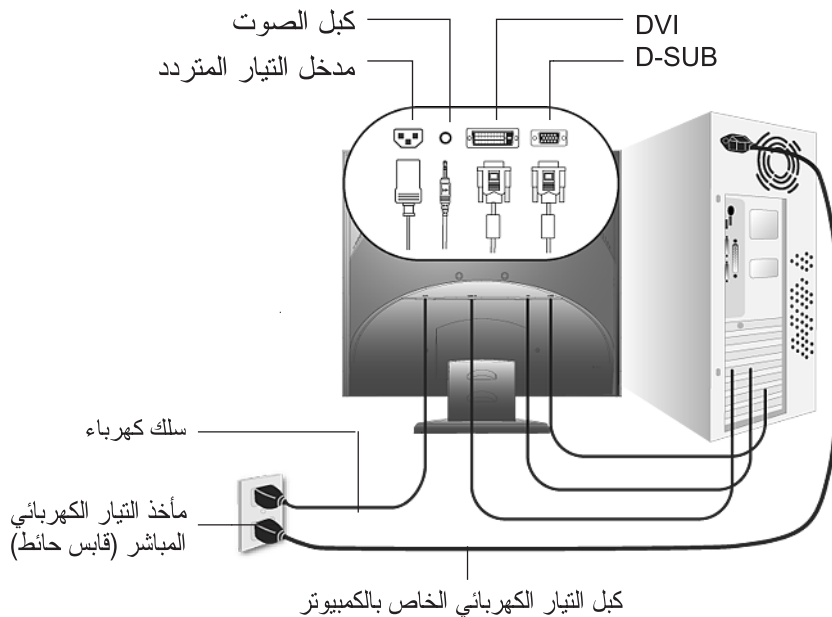 كبل الصوت
DVI
مدخل التيار المتردد
D-SUB
سلك كهرباء
مأخذ التيار الكهربائي
المباشر (قابس حائط)
كبل التيار الكهربائي الخاص بالكمبيوتر